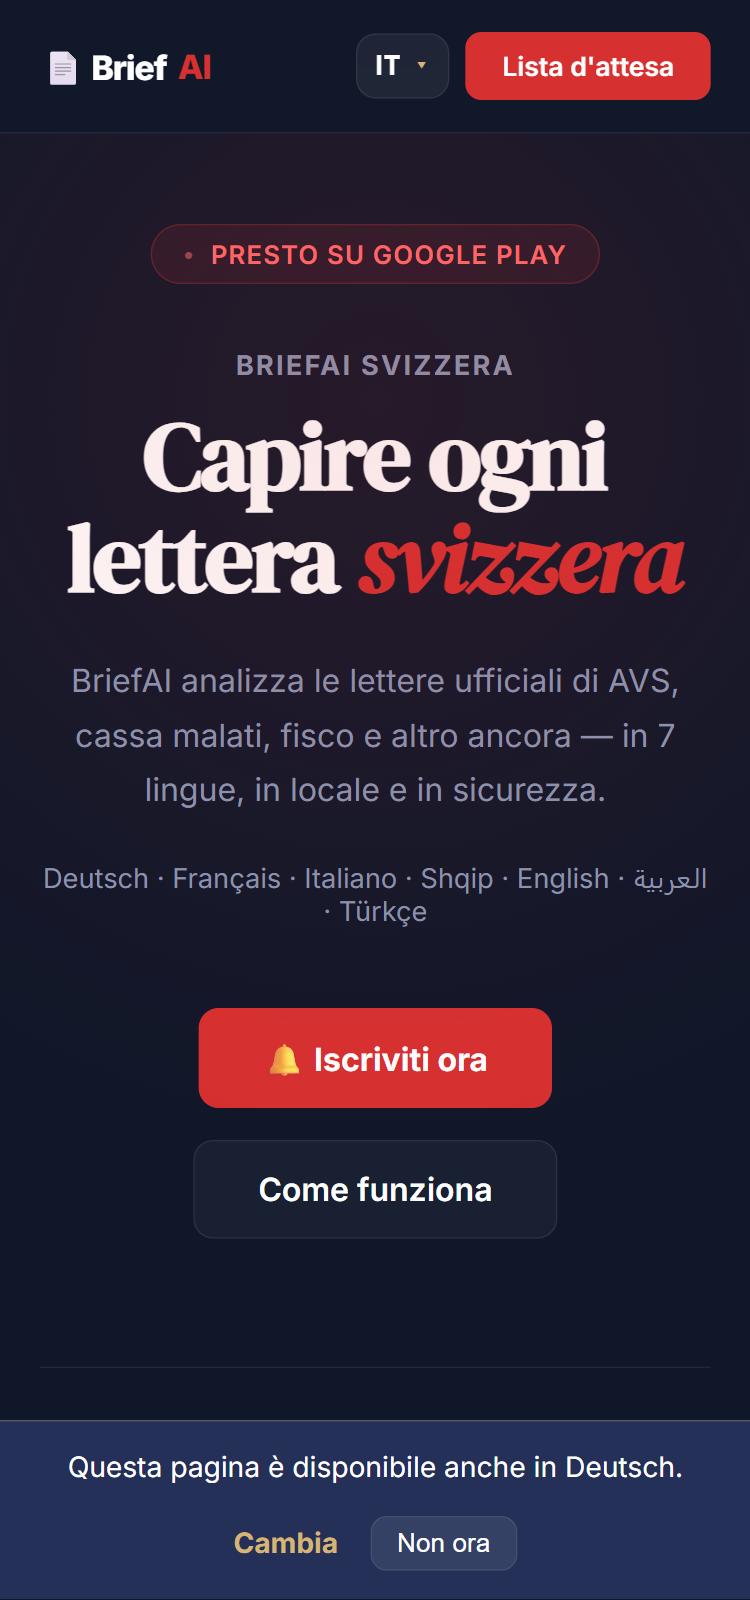 Brief AI
IT
Lista d'attesa
• PRESTO SU GOOGLE PLAY
BRIEFAI SVIZZERA
Capire ogni
lettera svizzera
BriefAI analizza le lettere ufficiali di AVS,
cassa malati, fisco e altro ancora — in 7
lingue, in locale e in sicurezza.
Deutsch · Français · Italiano · Shqip · English · العربية
· Türkçe
🔔 Iscriviti ora
Come funziona
Questa pagina è disponibile anche in Deutsch.
Cambia
Non ora